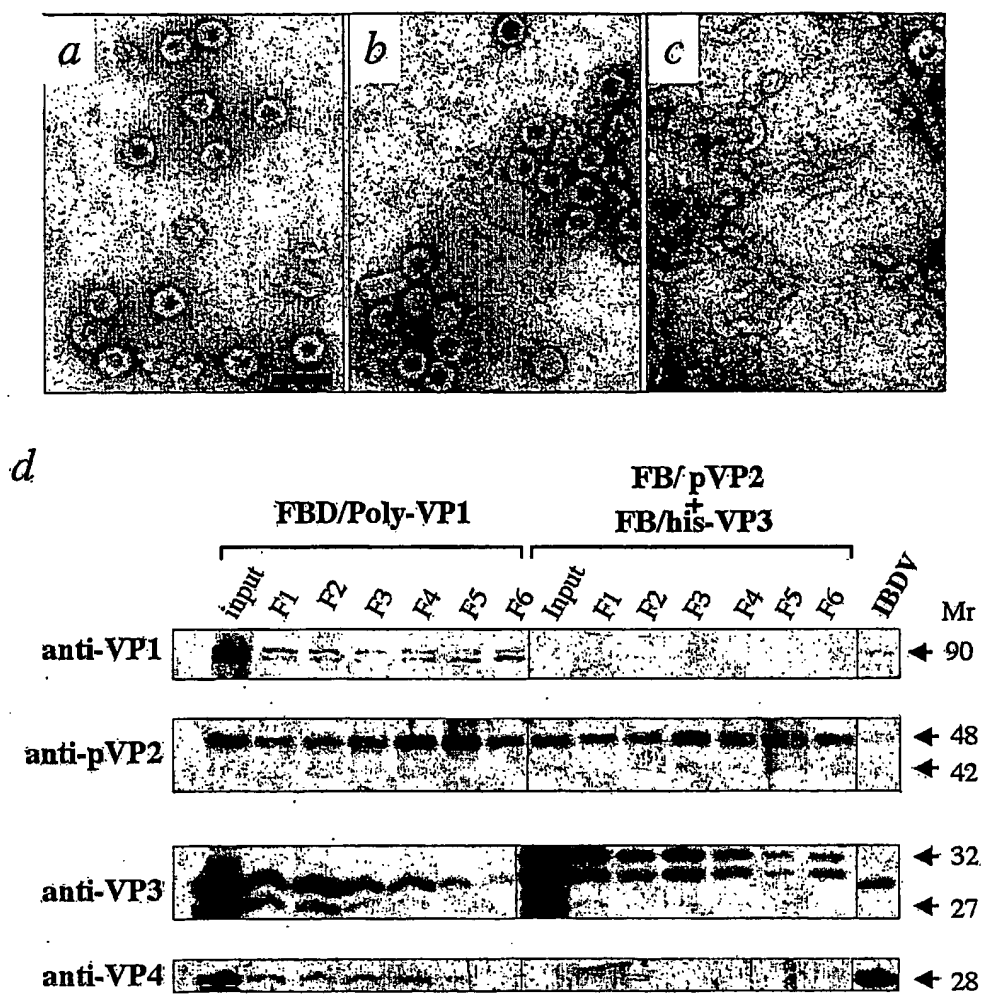 a b c
d
FBD/Poly-VP1
FB/pVP2
+
FB/his-VP3
input F1 F2 F3 F4 F5 F6 Input F1 F2 F3 F4 F5 F6 IBDV Mr
anti-VP1 90
anti-pVP2 48
42
anti-VP3 32
27
anti-VP4 28